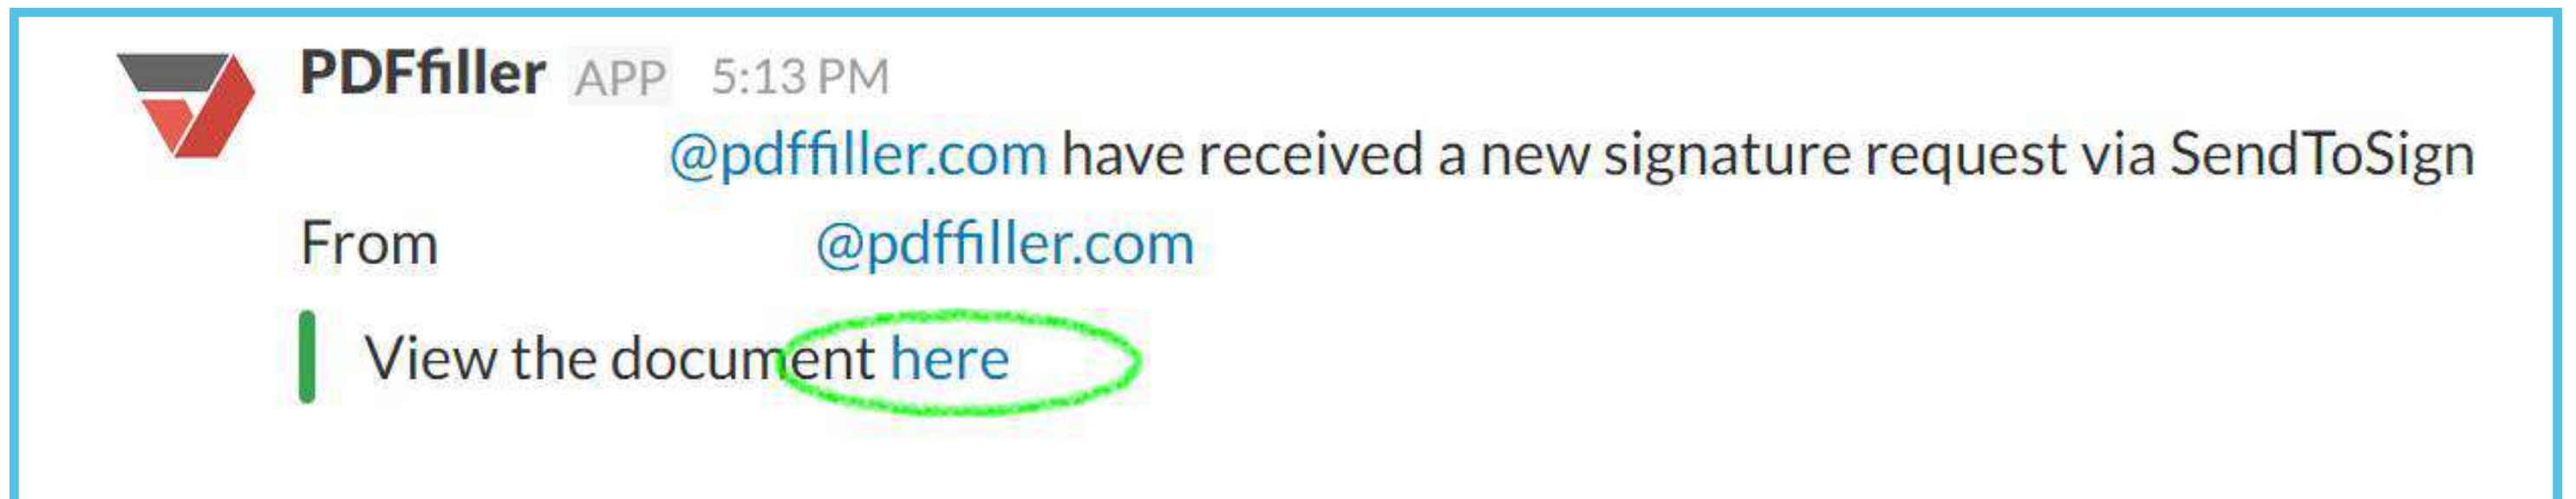 PDFfiller APP 5:13 PM
@pdffiller.com have received a new signature request via SendToSign
From @pdffiller.com
View the document here